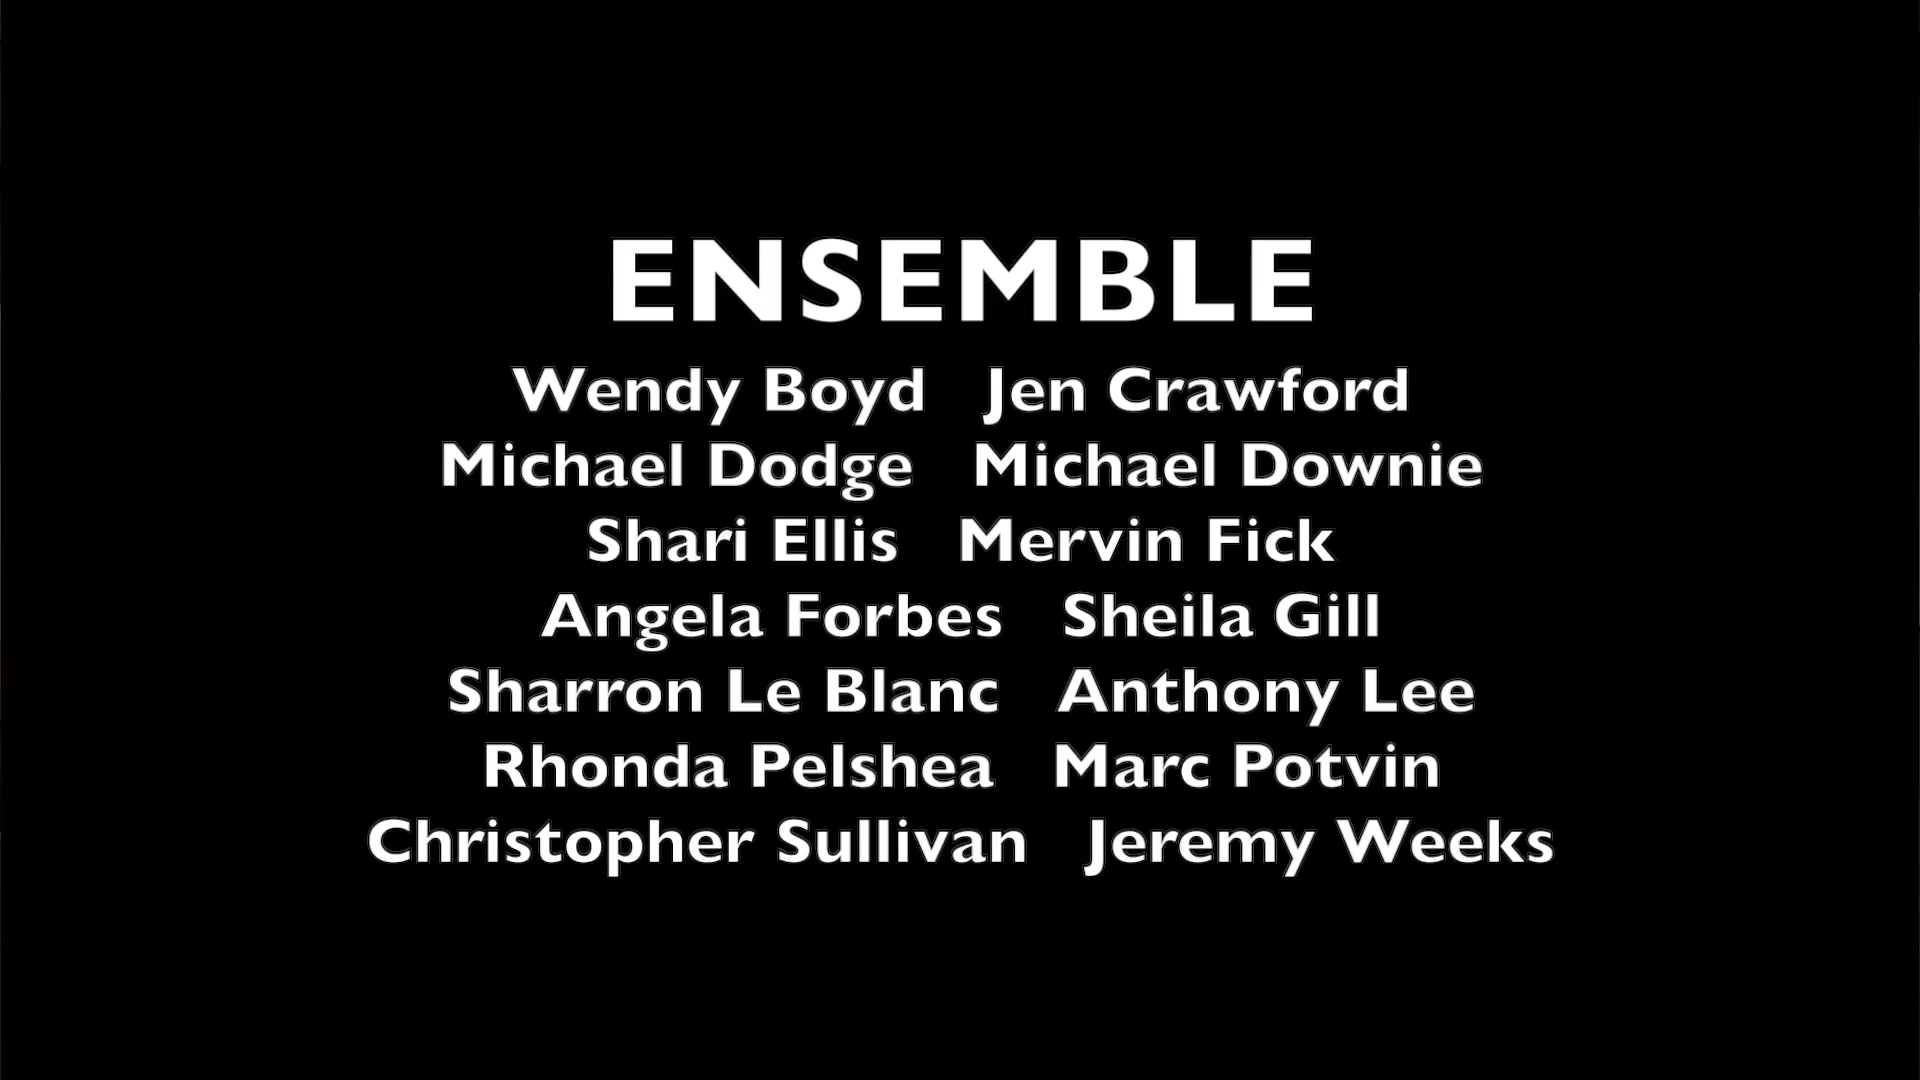 ENSEMBLE
Wendy Boyd   Jen Crawford
Michael Dodge   Michael Downie
Shari Ellis   Mervin Fick
Angela Forbes   Sheila Gill
Sharron Le Blanc   Anthony Lee
Rhonda Pelshea   Marc Potvin
Christopher Sullivan   Jeremy Weeks